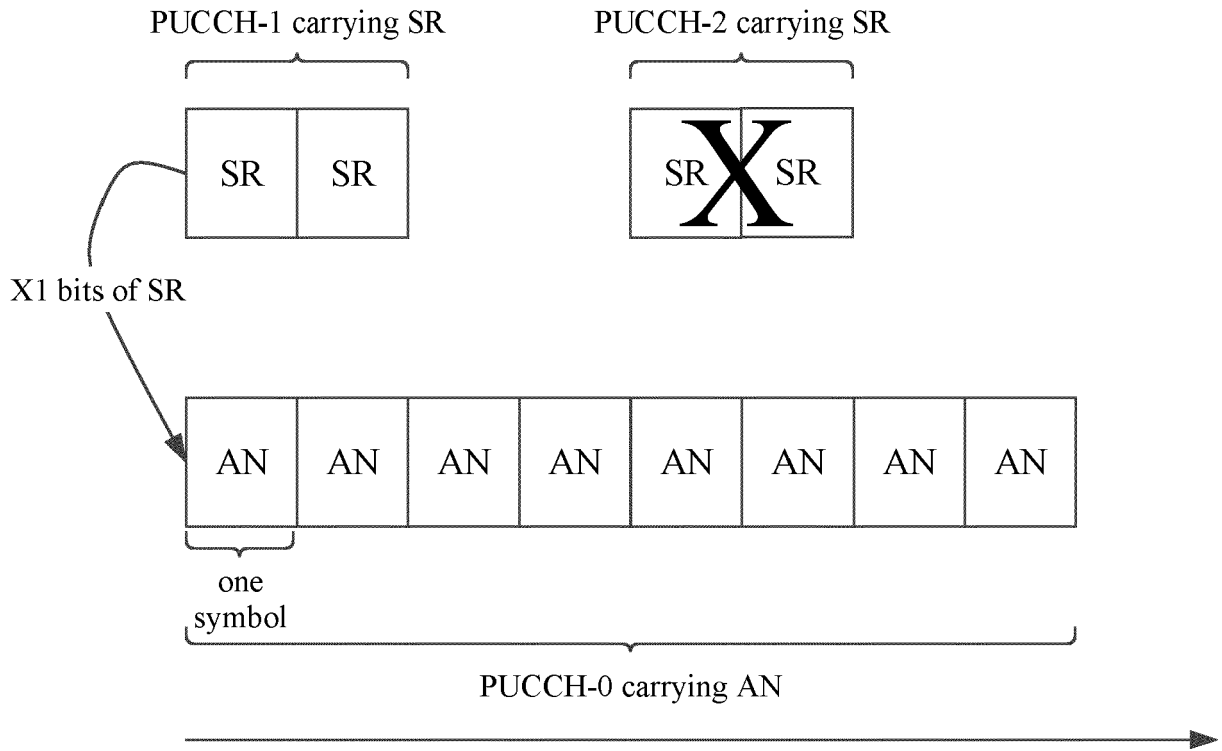 PUCCH-1 carrying SR
PUCCH-2 carrying SR
SR SR
SR X SR
X1 bits of SR
AN AN AN AN AN AN AN AN
one
symbol
PUCCH-0 carrying AN